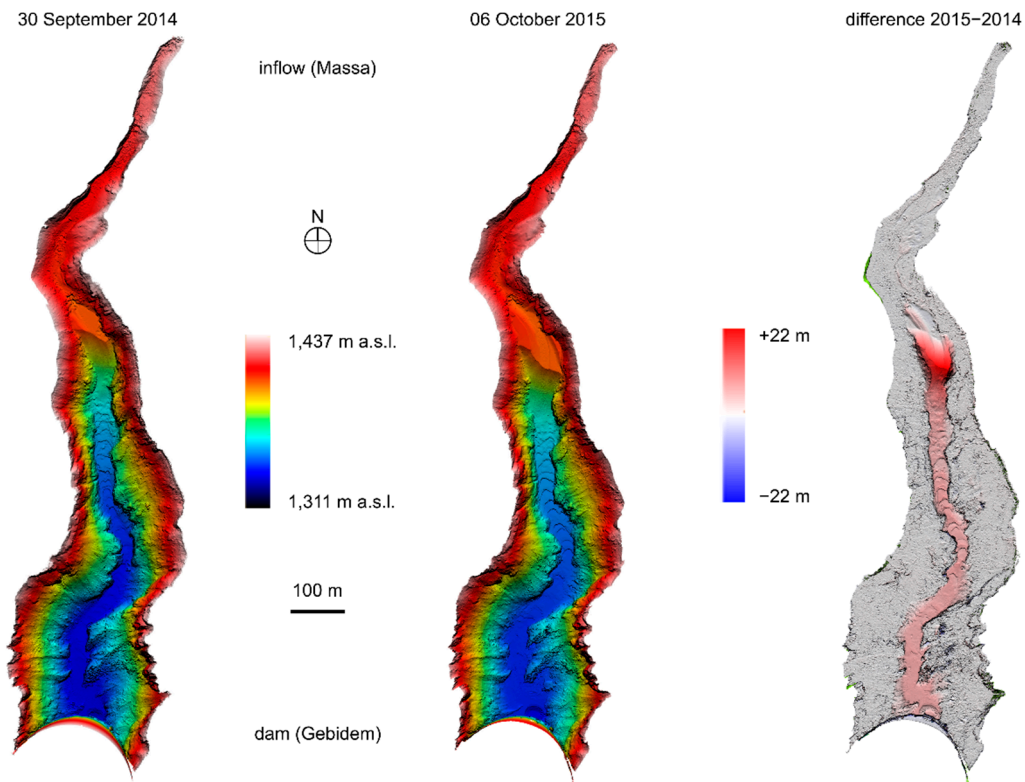 30 September 2014
06 October 2015
difference 2015−2014
inflow (Massa)
N
1,437 m a.s.l.
+22 m
1,311 m a.s.l.
−22 m
100 m
dam (Gebidem)